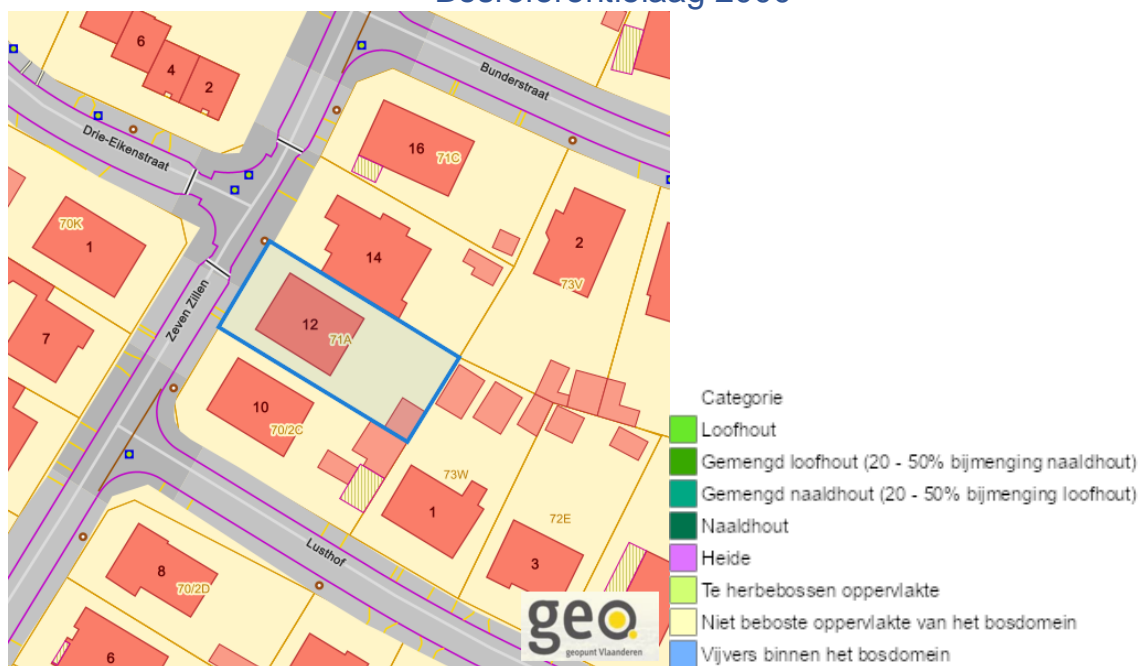 Bosreferentielaag 2000
6
4
2
Bunderstraat
Drie-Eikenstraat
16
71C
70K
1
14
2
73V
Zeven Zillen
12
71A
7
10
70/2C
73W
1
72E
3
Lusthof
8
70/2D
6
geo
geopunt Vlaanderen
Categorie
Loofhout
Gemengd loofhout (20 - 50% bijmenging naaldhout)
Gemengd naaldhout (20 - 50% bijmenging loofhout)
Naaldhout
Heide
Te herbebossen oppervlakte
Niet beboste oppervlakte van het bosdomein
Vijvers binnen het bosdomein